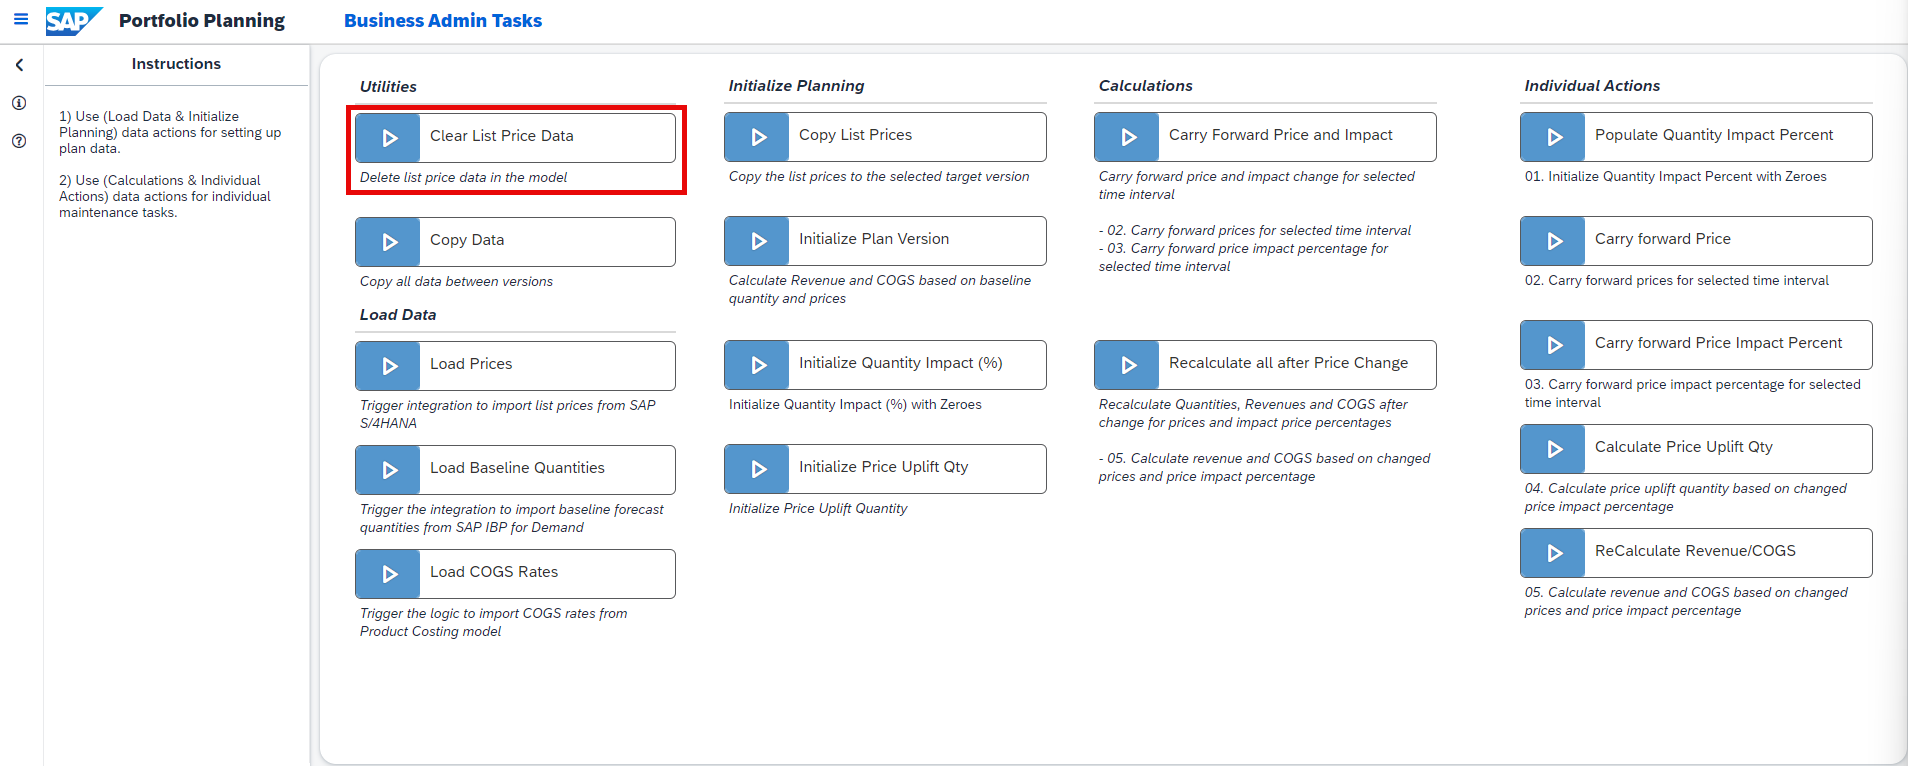 SAP Portfolio Planning Business Admin Tasks
Instructions
1) Use (Load Data & Initialize
Planning) data actions for setting up
plan data.
2) Use (Calculations & Individual
Actions) data actions for individual
maintenance tasks.
Utilities
Clear List Price Data
Delete list price data in the model
Copy Data
Copy all data between versions
Load Data
Load Prices
Trigger integration to import list prices from SAP
S/4HANA
Load Baseline Quantities
Trigger the integration to import baseline forecast
quantities from SAP IBP for Demand
Load COGS Rates
Trigger the logic to import COGS rates from
Product Costing model
Initialize Planning
Copy List Prices
Copy the list prices to the selected target version
Initialize Plan Version
Calculate Revenue and COGS based on baseline
quantity and prices
Initialize Quantity Impact (%)
Initialize Quantity Impact (%) with Zeroes
Initialize Price Uplift Qty
Initialize Price Uplift Quantity
Calculations
Carry Forward Price and Impact
Carry forward price and impact change for selected
time interval
- 02. Carry forward prices for selected time interval
- 03. Carry forward price impact percentage for
selected time interval
Recalculate all after Price Change
Recalculate Quantities, Revenues and COGS after
change for prices and impact price percentages
- 05. Calculate revenue and COGS based on changed
prices and price impact percentage
Individual Actions
Populate Quantity Impact Percent
01. Initialize Quantity Impact Percent with Zeroes
Carry forward Price
02. Carry forward prices for selected time interval
Carry forward Price Impact Percent
03. Carry forward price impact percentage for selected
time interval
Calculate Price Uplift Qty
04. Calculate price uplift quantity based on changed
price impact percentage
ReCalculate Revenue/COGS
05. Calculate revenue and COGS based on changed
prices and price impact percentage